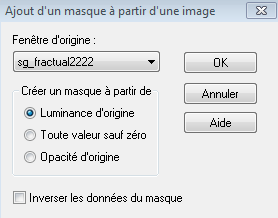 Ajout d'un masque à partir d'une image
Fenêtre d'origine :
sg_fractual2222
OK
Créer un masque à partir de
Annuler
Luminance d'origine
Aide
Toute valeur sauf zéro
Opacité d'origine
Inverser les données du masque